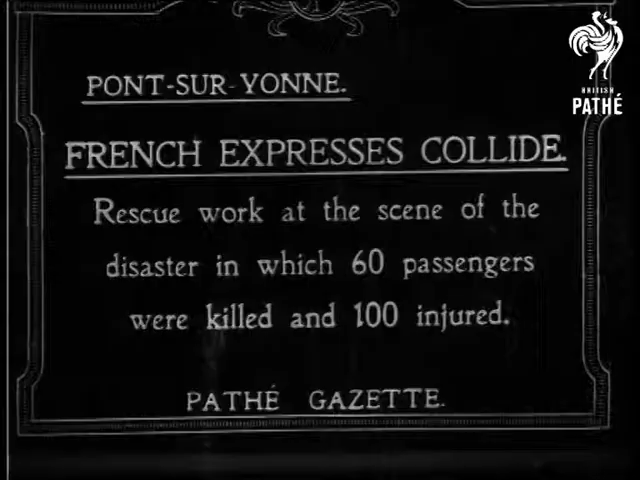 BRITISH
PATHÉ
PONT-SUR-YONNE.
FRENCH EXPRESSES COLLIDE.
Rescue work at the scene of the
disaster in which 60 passengers
were killed and 100 injured.
PATHÉ GAZETTE.